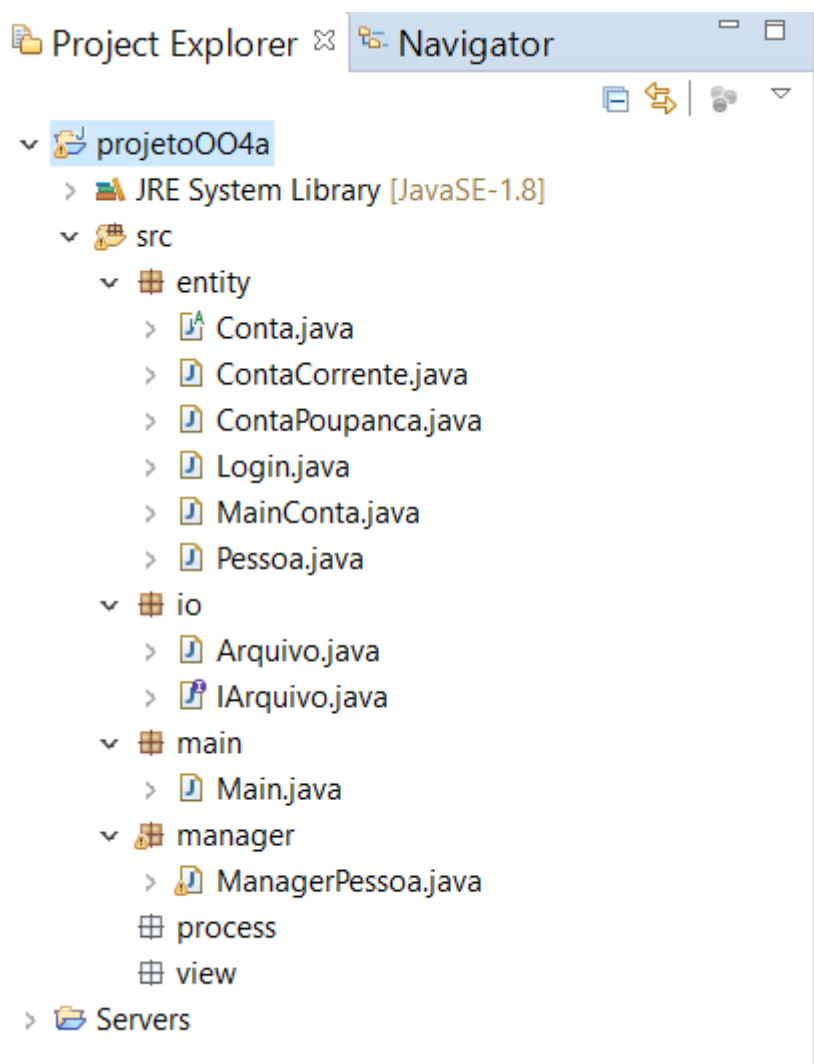 Project Explorer Navigator
projetoOO4a
JRE System Library [JavaSE-1.8]
src
entity
Conta.java
ContaCorrente.java
ContaPoupanca.java
Login.java
MainConta.java
Pessoa.java
io
Arquivo.java
IArquivo.java
main
Main.java
manager
ManagerPessoa.java
process
view
Servers